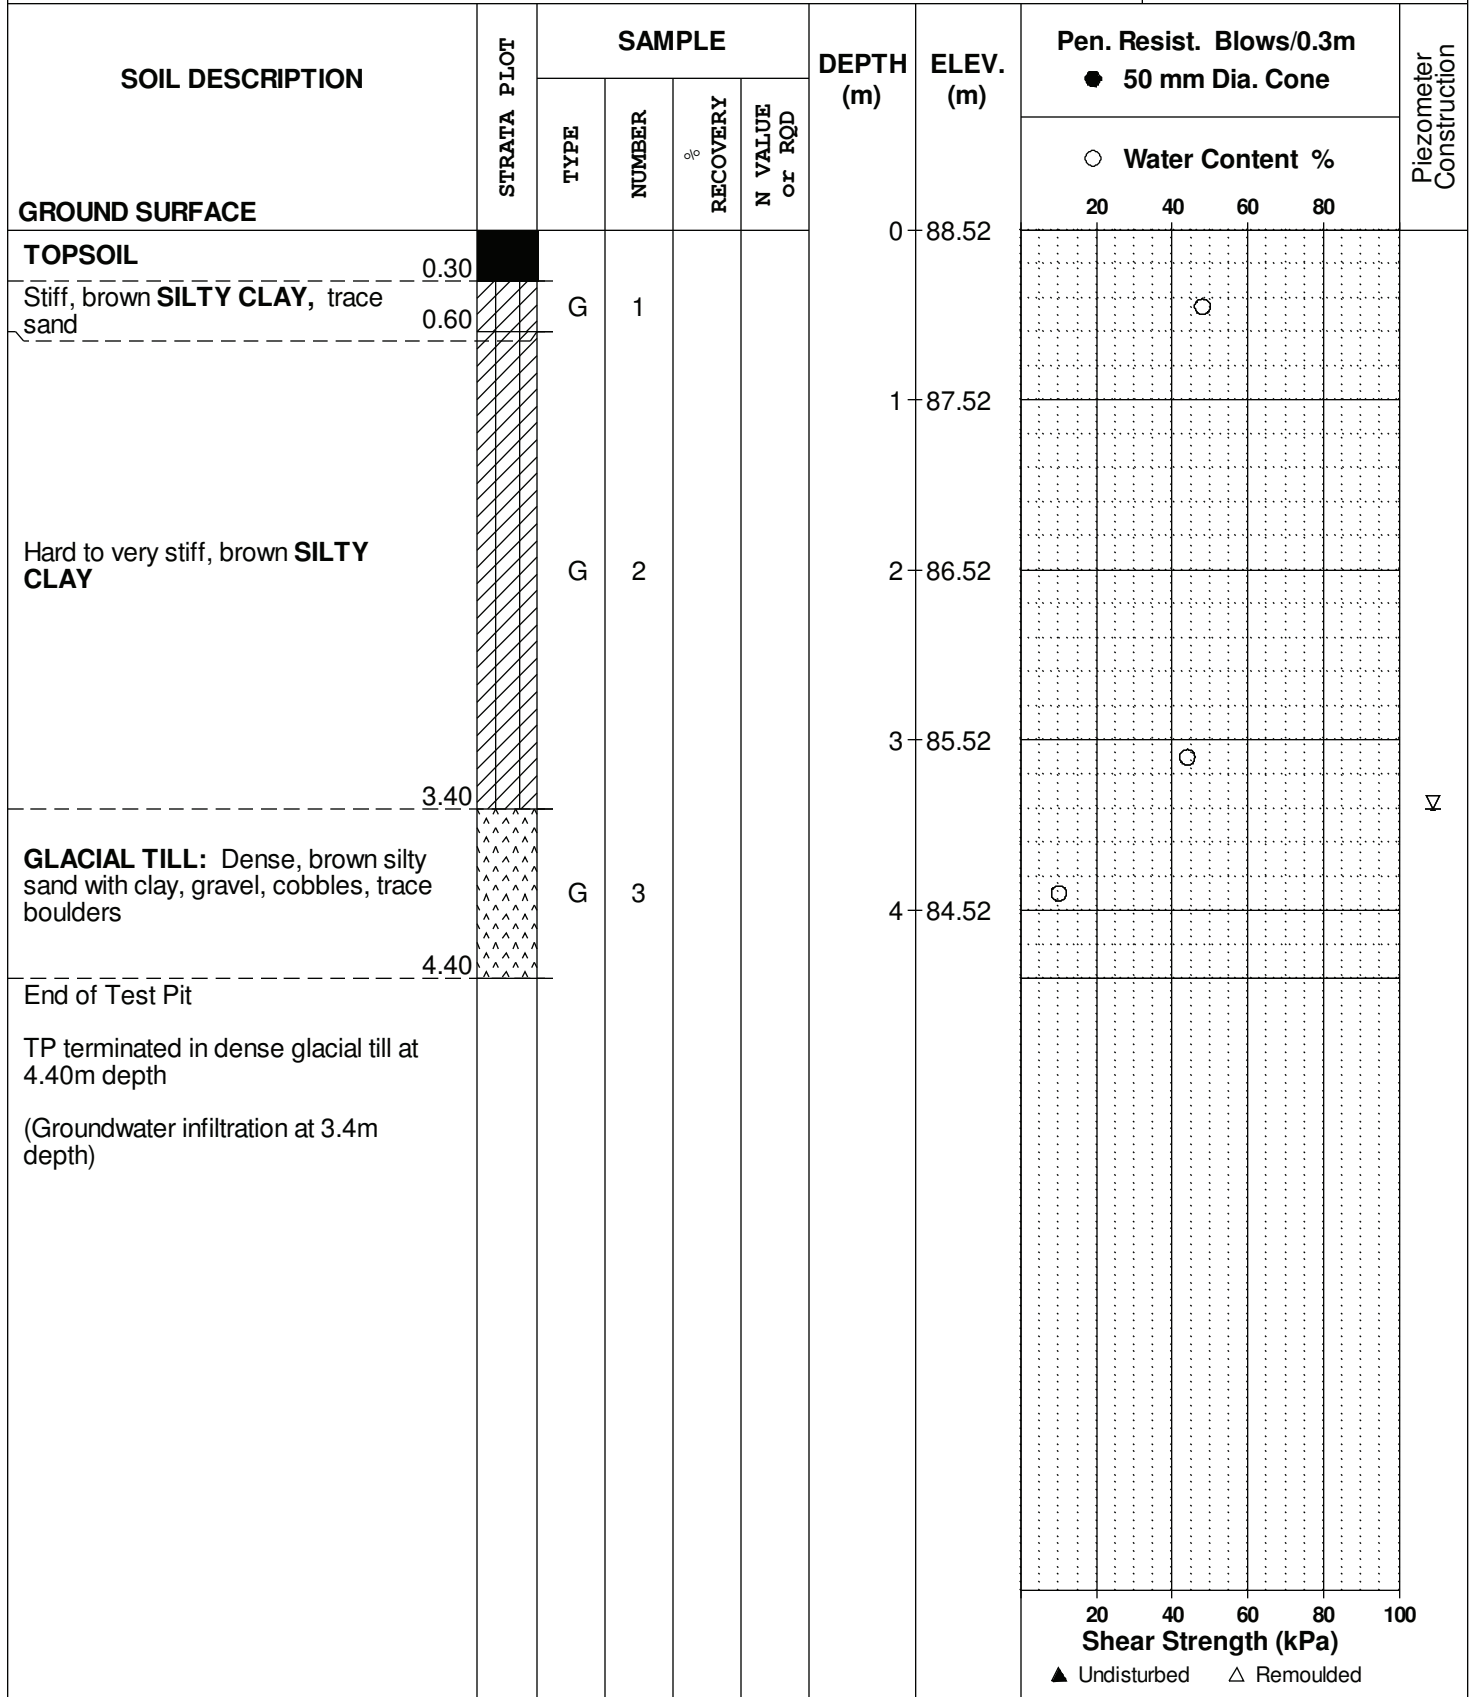 SOIL DESCRIPTION
GROUND SURFACE
STRATA PLOT
SAMPLE
TYPE
NUMBER
%
RECOVERY
N VALUE
or RQD
DEPTH
(m)
ELEV.
(m)
Pen. Resist. Blows/0.3m
● 50 mm Dia. Cone
○ Water Content %
20 40 60 80
Piezometer
Construction
0 88.52
TOPSOIL
0.30
Stiff, brown SILTY CLAY, trace
sand
0.60
G 1
1 87.52
Hard to very stiff, brown SILTY
CLAY
G 2
2 86.52
3 85.52
3.40
GLACIAL TILL: Dense, brown silty
sand with clay, gravel, cobbles, trace
boulders
G 3
4 84.52
4.40
End of Test Pit
TP terminated in dense glacial till at
4.40m depth
(Groundwater infiltration at 3.4m
depth)
20 40 60 80 100
Shear Strength (kPa)
▲ Undisturbed △ Remoulded